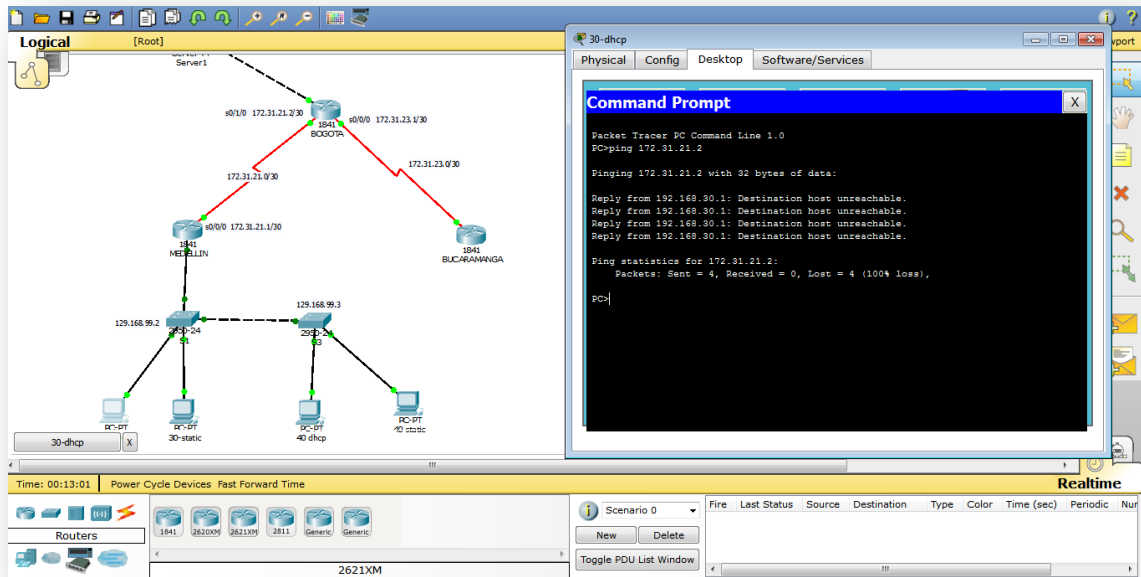 Logical
[Root]
Server1
s0/1/0 172.31.21.2/30
s0/0/0 172.31.23.1/30
1841
BOGOTA
172.31.23.0/30
172.31.21.0/30
s0/0/0 172.31.21.1/30
1841
MEDELLIN
1841
BUCARAMANGA
129.168.99.3
129.168.99.2
2950-24
S1
2950-24
S3
PC-PT
PC-PT
30-static
PC-PT
40 dhcp
PC-PT
40 static
30-dhcp
X
30-dhcp
Physical
Config
Desktop
Software/Services
Command Prompt
X
Packet Tracer PC Command Line 1.0
PC>ping 172.31.21.2
Pinging 172.31.21.2 with 32 bytes of data:
Reply from 192.168.30.1: Destination host unreachable.
Reply from 192.168.30.1: Destination host unreachable.
Reply from 192.168.30.1: Destination host unreachable.
Reply from 192.168.30.1: Destination host unreachable.
Ping statistics for 172.31.21.2:
Packets: Sent = 4, Received = 0, Lost = 4 (100% loss),
PC>
Time: 00:13:01
Power Cycle Devices Fast Forward Time
Realtime
Routers
1841
2620XM
2621XM
2811
Generic
Generic
2621XM
Scenario 0
New
Delete
Toggle PDU List Window
Fire
Last Status
Source
Destination
Type
Color
Time (sec)
Periodic